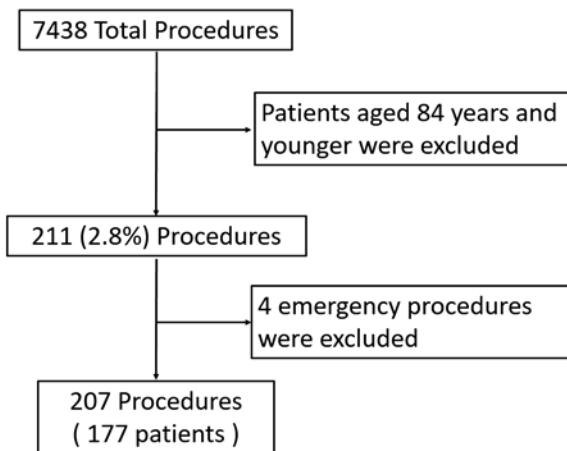 7438 Total Procedures
Patients aged 84 years and
younger were excluded
211 (2.8%) Procedures
4 emergency procedures
were excluded
207 Procedures
( 177 patients )